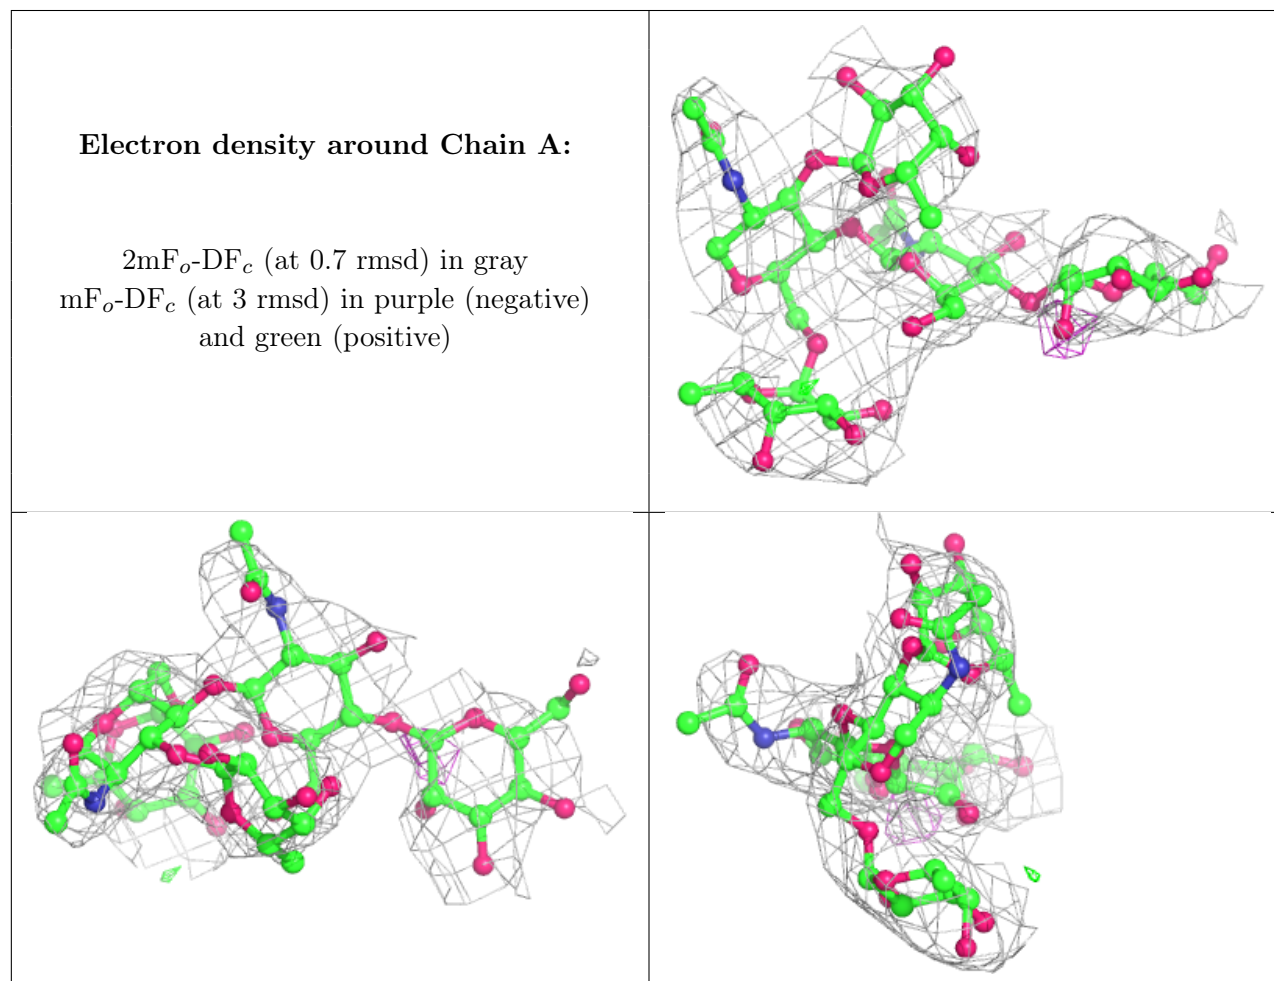 Electron density around Chain A:
2mFo-DFc (at 0.7 rmsd) in gray
mFo-DFc (at 3 rmsd) in purple (negative)
and green (positive)